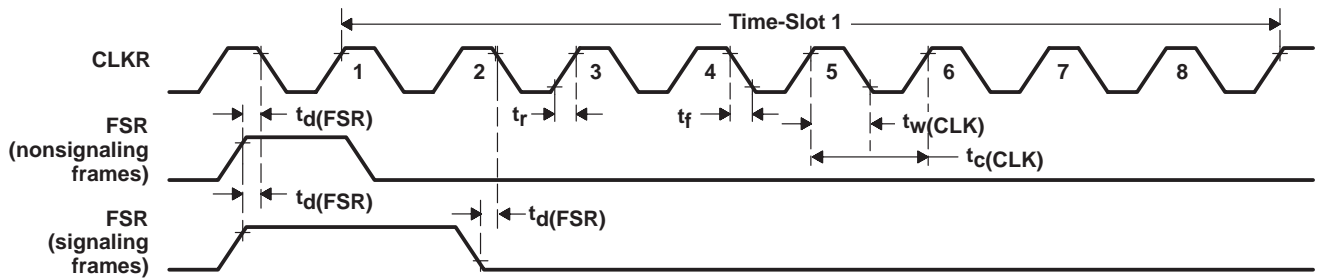 Time-Slot 1
CLKR
1 2 3 4 5 6 7 8
td(FSR) tr tf tw(CLK)
FSR
(nonsignaling
frames)
tc(CLK)
td(FSR) td(FSR)
FSR
(signaling
frames)